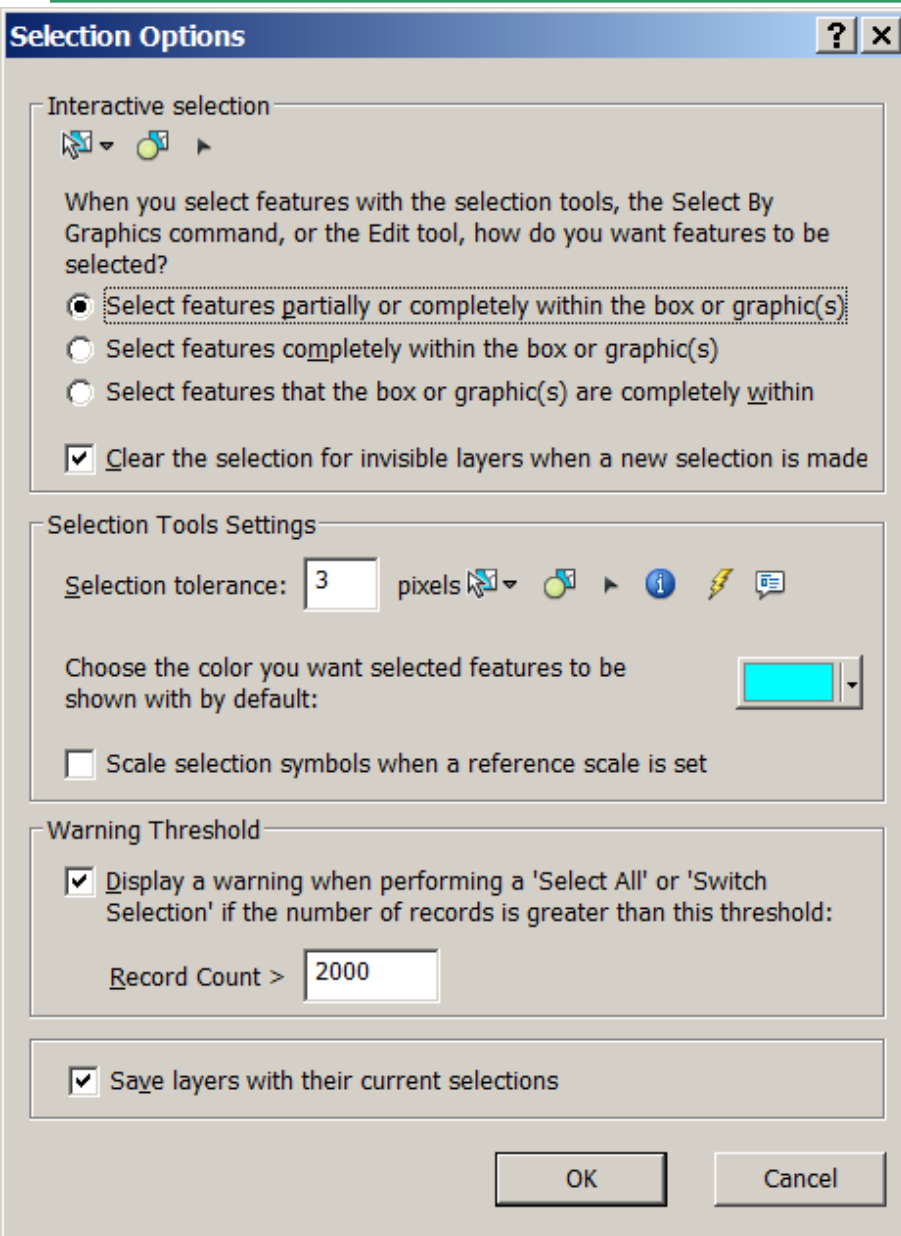 Selection Options
Interactive selection
When you select features with the selection tools, the Select By
Graphics command, or the Edit tool, how do you want features to be
selected?
Select features partially or completely within the box or graphic(s)
Select features completely within the box or graphic(s)
Select features that the box or graphic(s) are completely within
Clear the selection for invisible layers when a new selection is made
Selection Tools Settings
Selection tolerance: 3 pixels
Choose the color you want selected features to be
shown with by default:
Scale selection symbols when a reference scale is set
Warning Threshold
Display a warning when performing a 'Select All' or 'Switch
Selection' if the number of records is greater than this threshold:
Record Count > 2000
Save layers with their current selections
OK Cancel